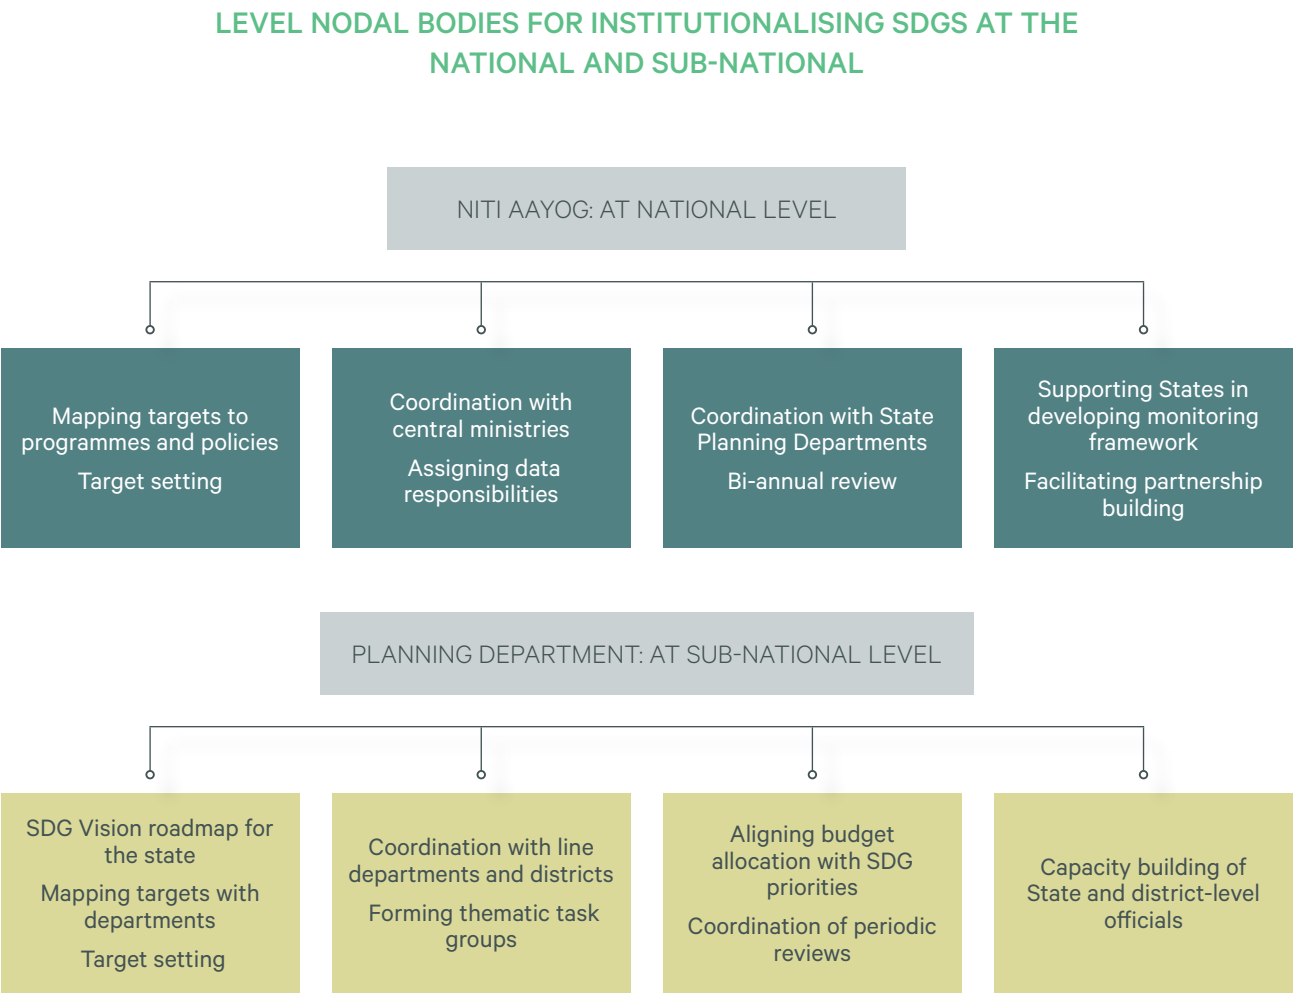 LEVEL NODAL BODIES FOR INSTITUTIONALISING SDGS AT THE
NATIONAL AND SUB-NATIONAL
NITI AAYOG: AT NATIONAL LEVEL
Mapping targets to
programmes and policies
Target setting
Coordination with
central ministries
Assigning data
responsibilities
Coordination with State
Planning Departments
Bi-annual review
Supporting States in
developing monitoring
framework
Facilitating partnership
building
PLANNING DEPARTMENT: AT SUB-NATIONAL LEVEL
SDG Vision roadmap for
the state
Mapping targets with
departments
Target setting
Coordination with line
departments and districts
Forming thematic task
groups
Aligning budget
allocation with SDG
priorities
Coordination of periodic
reviews
Capacity building of
State and district-level
officials